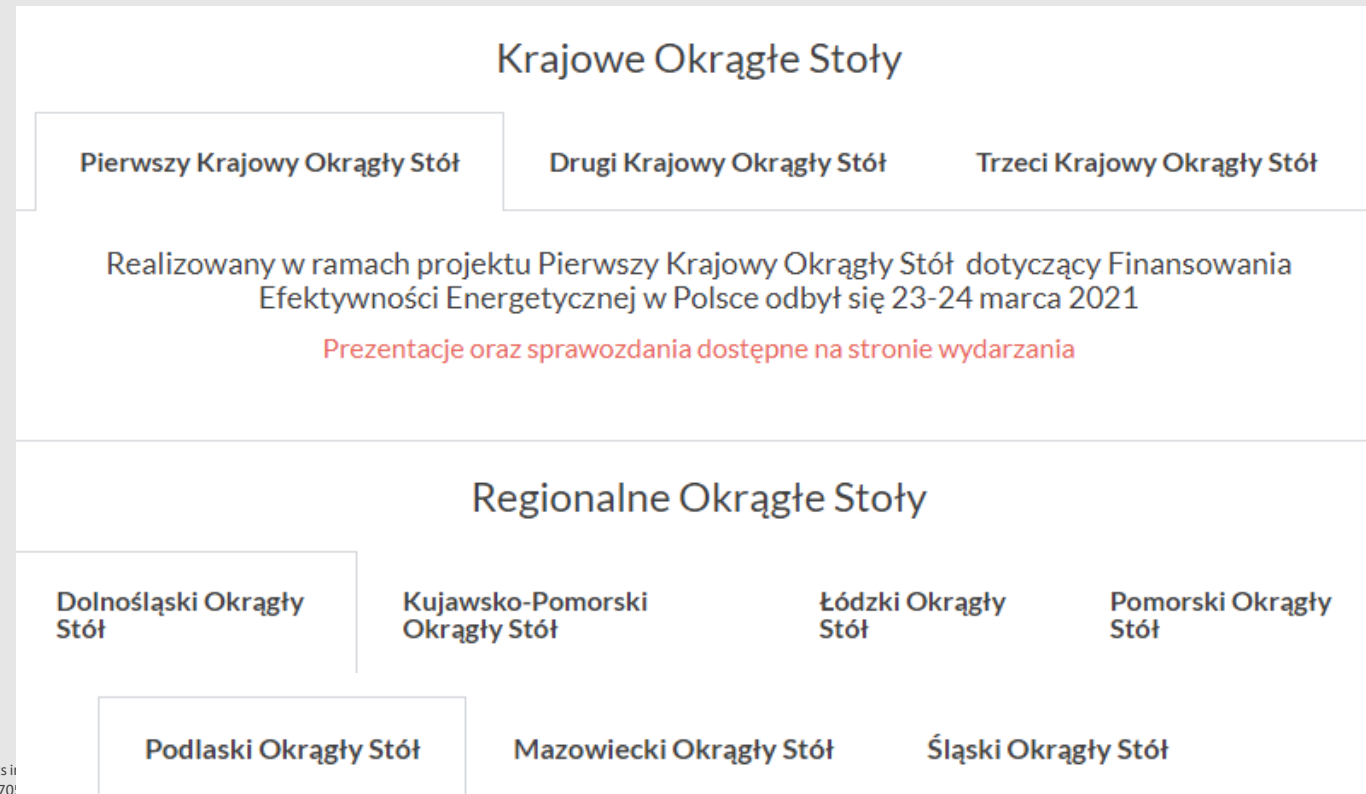 Krajowe Okrągłe Stoły
Pierwszy Krajowy Okrągły Stół
Drugi Krajowy Okrągły Stół
Trzeci Krajowy Okrągły Stół
Realizowany w ramach projektu Pierwszy Krajowy Okrągły Stół dotyczący Finansowania
Efektywności Energetycznej w Polsce odbył się 23-24 marca 2021
Prezentacje oraz sprawozdania dostępne na stronie wydarzania
Regionalne Okrągłe Stoły
Dolnośląski Okrągły
Stół
Kujawsko-Pomorski
Okrągły Stół
Łódzki Okrągły
Stół
Pomorski Okrągły
Stół
Podlaski Okrągły Stół
Mazowiecki Okrągły Stół
Śląski Okrągły Stół